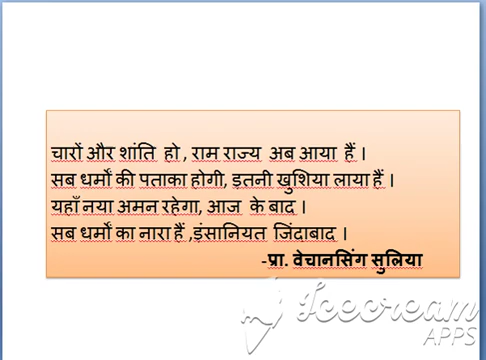 चारों और शांति हो , राम राज्य अब आया हैं ।
सब धर्मों की पताका होगी, इतनी खुशिया लाया हैं ।
यहाँ नया अमन रहेगा, आज के बाद ।
सब धर्मों का नारा हैं ,इंसानियत जिंदाबाद ।
-प्रा. वेचानसिंग सुलिया
Icecream
APPS